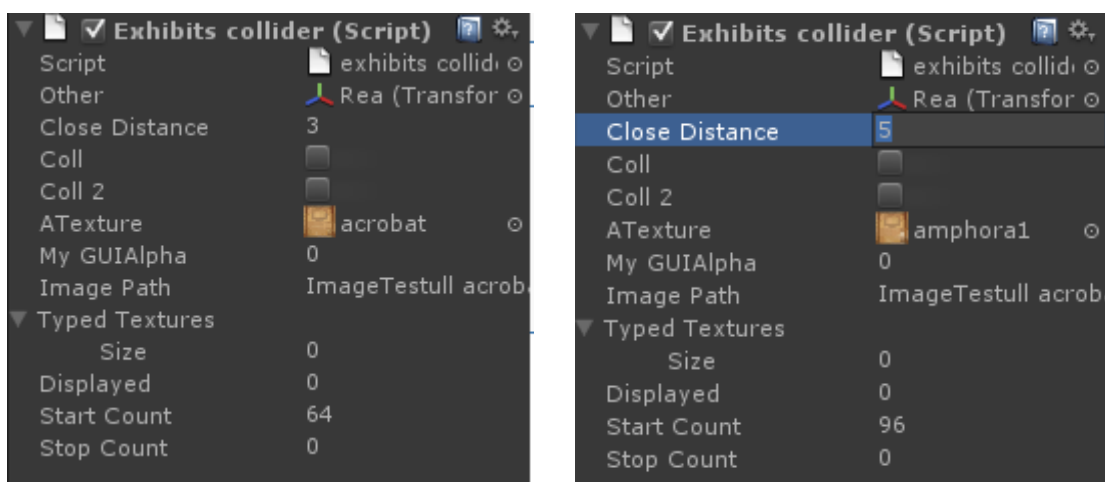 Exhibits collider (Script)
Script exhibits collid
Other Rea (Transfor
Close Distance 3
Coll
Coll 2
ATexture acrobat
My GUIAlpha 0
Image Path ImageTestull acrob
Typed Textures
Size 0
Displayed 0
Start Count 64
Stop Count 0
Exhibits collider (Script)
Script exhibits collid
Other Rea (Transfor
Close Distance 5
Coll
Coll 2
ATexture amphora1
My GUIAlpha 0
Image Path ImageTestull acrob
Typed Textures
Size 0
Displayed 0
Start Count 96
Stop Count 0